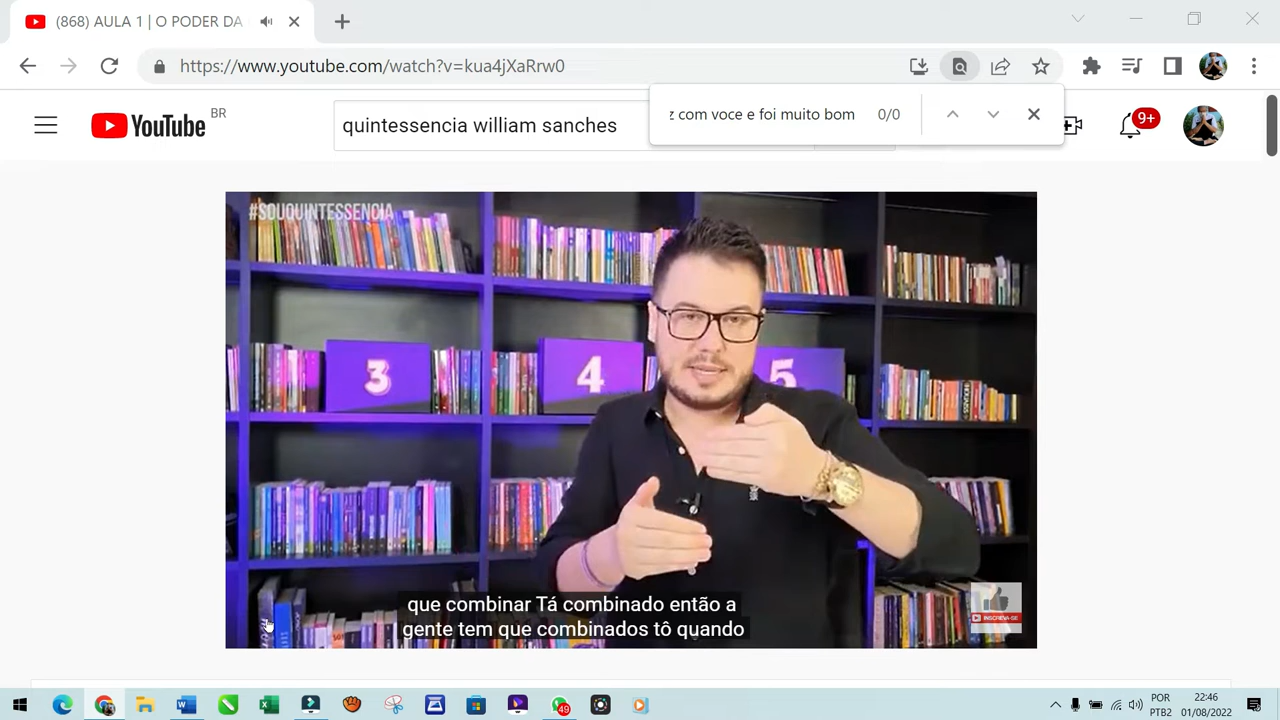 (868) AULA 1 | O PODER DA
https://www.youtube.com/watch?v=kua4jXaRrw0
com voce e foi muito bom 0/0
YouTube BR
quintessencia william sanches
9+
#SOUQUINTESSENCIA
3 4 5
que combinar Tá combinado então a
gente tem que combinados tô quando
INSCREVA-SE
49
POR
PTB2
22:46
01/08/2022